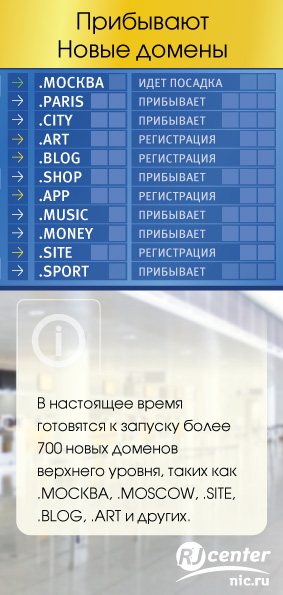 Прибывают
Новые домены
.МОСКВА ИДЕТ ПОСАДКА
.PARIS ПРИБЫВАЕТ
.CITY ПРИБЫВАЕТ
.ART РЕГИСТРАЦИЯ
.BLOG РЕГИСТРАЦИЯ
.SHOP ПРИБЫВАЕТ
.APP РЕГИСТРАЦИЯ
.MUSIC ПРИБЫВАЕТ
.MONEY ПРИБЫВАЕТ
.SITE РЕГИСТРАЦИЯ
.SPORT ПРИБЫВАЕТ
В настоящее время
готовятся к запуску более
700 новых доменов
верхнего уровня, таких как
.МОСКВА, .MOSCOW, .SITE,
.BLOG, .ART и других.
RU center
nic.ru